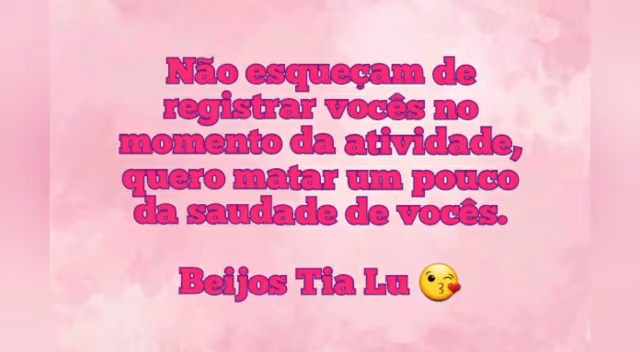 Não esqueçam de
registrar vocês no
momento da atividade,
quero matar um pouco
da saudade de vocês.
Beijos Tia Lu 😘